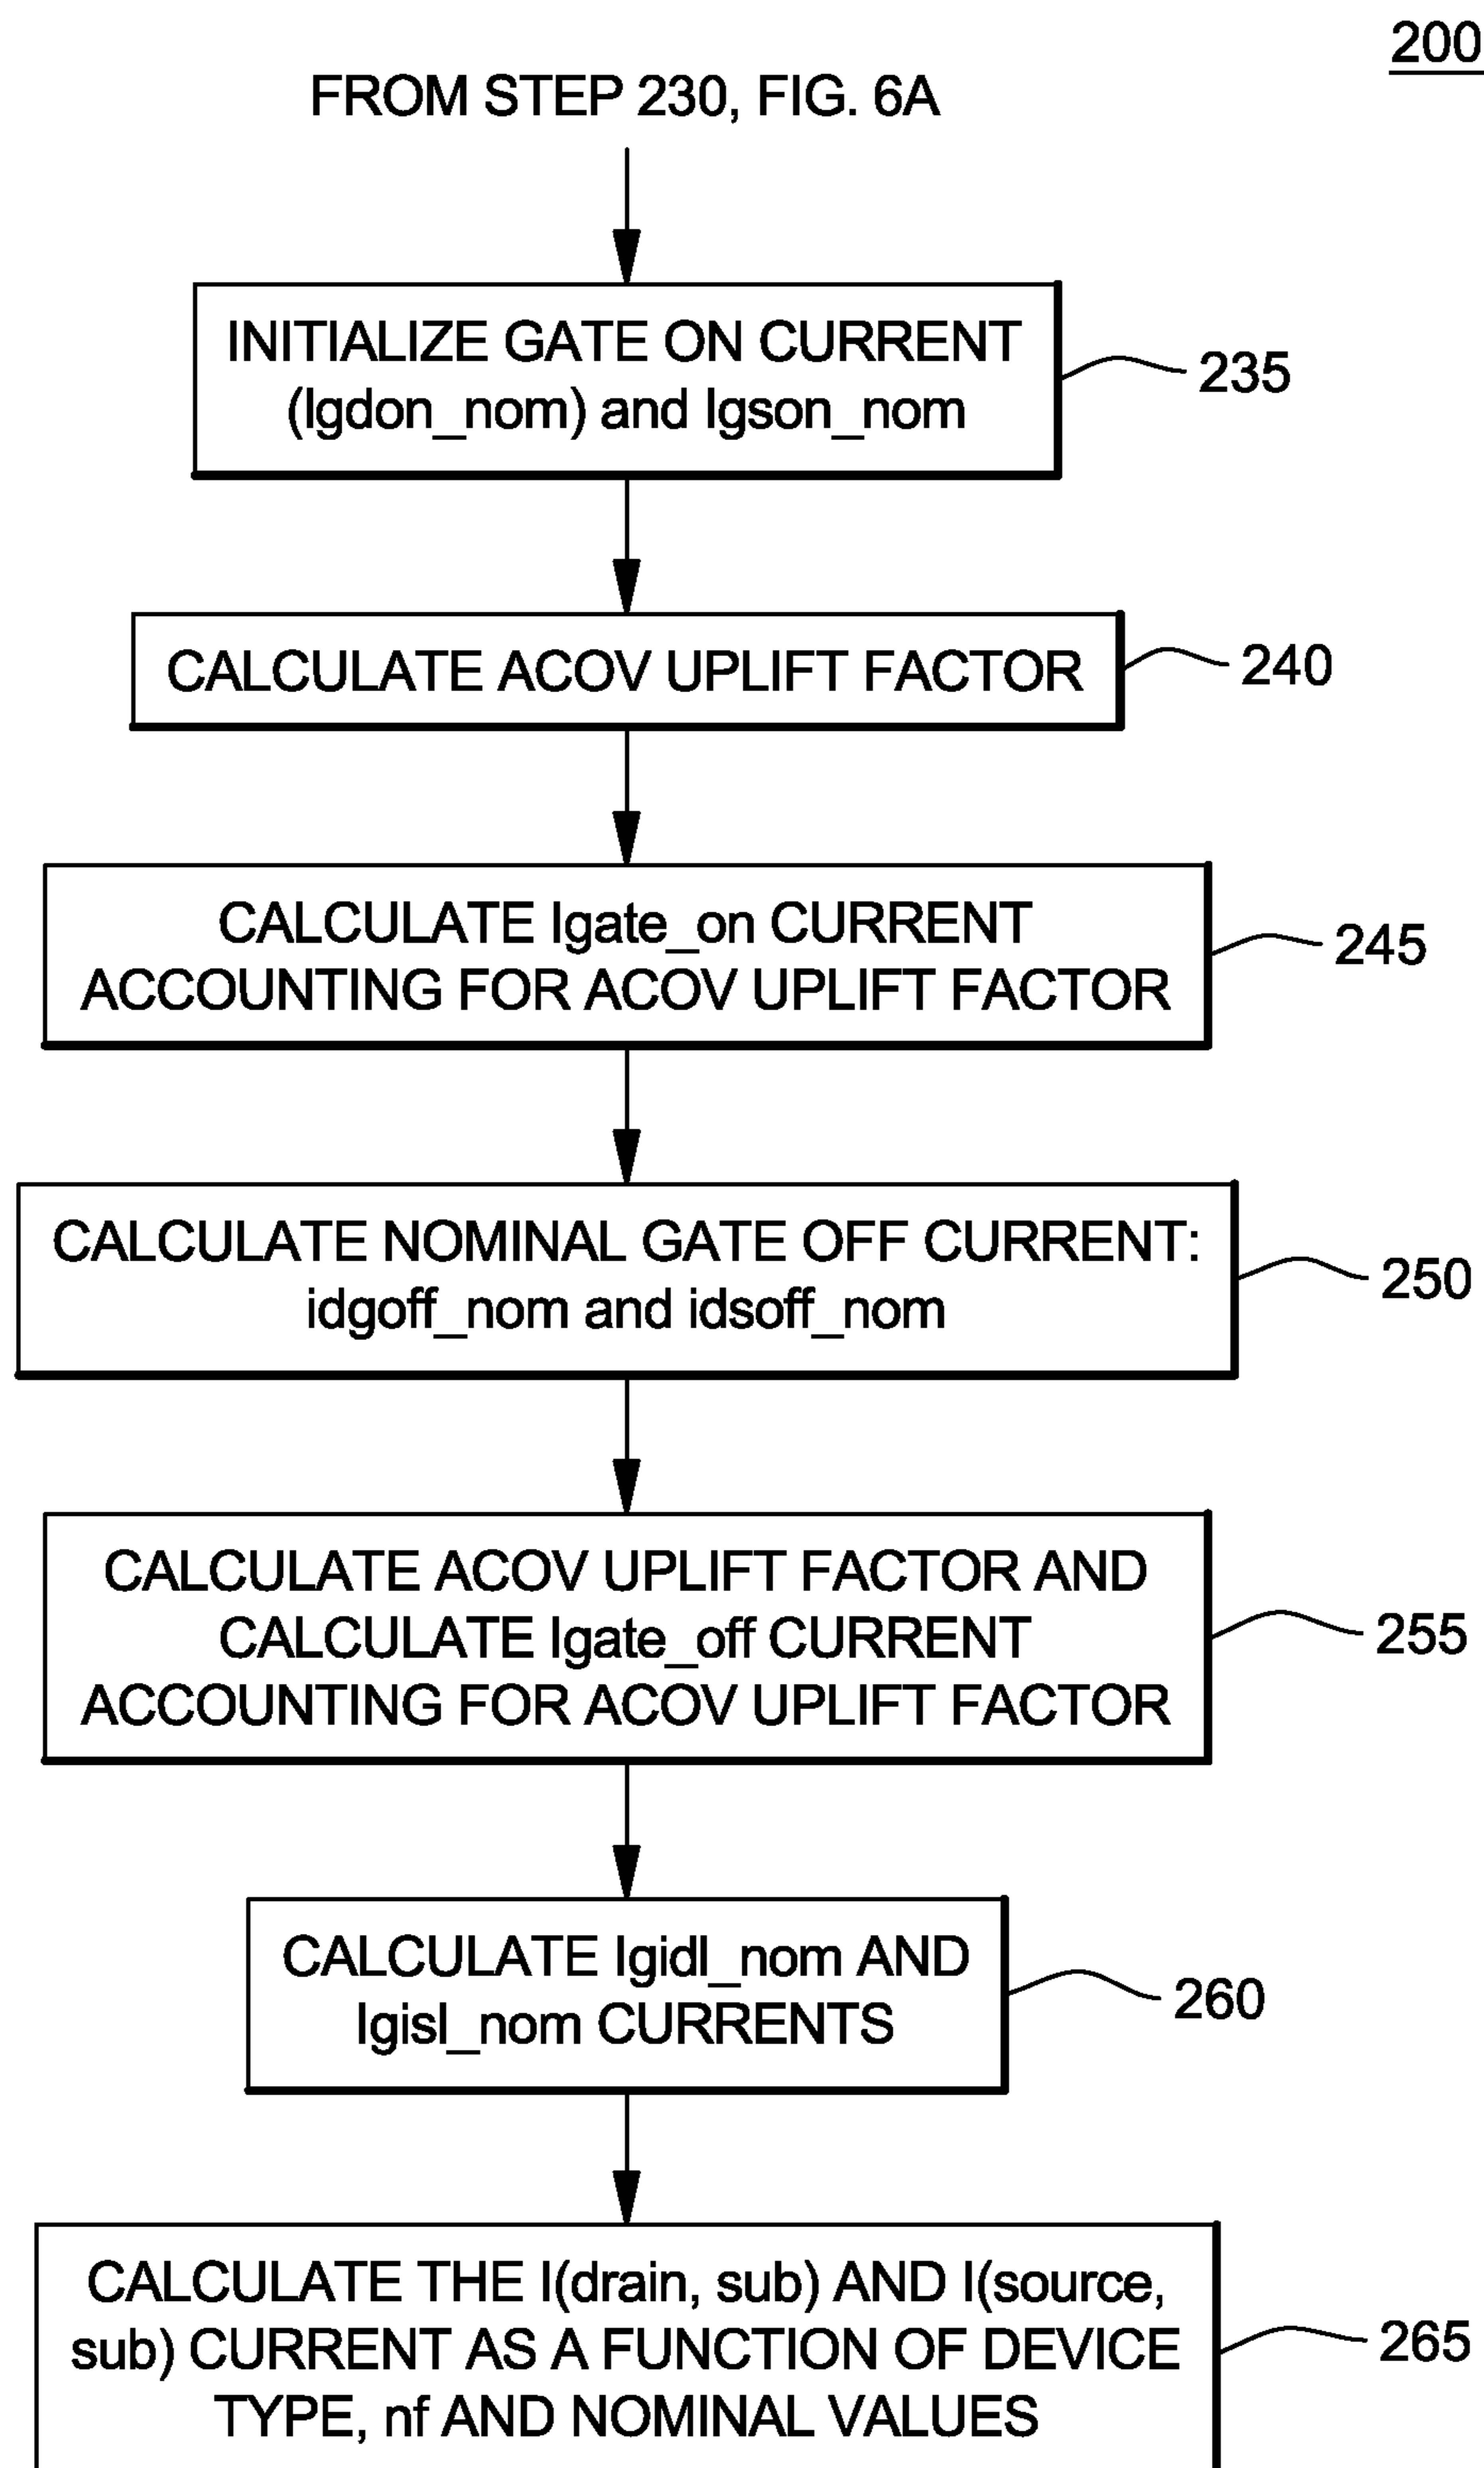 200
FROM STEP 230, FIG. 6A
INITIALIZE GATE ON CURRENT
(Igdon_nom) and Igson_nom
235
CALCULATE ACOV UPLIFT FACTOR
240
CALCULATE Igate_on CURRENT
ACCOUNTING FOR ACOV UPLIFT FACTOR
245
CALCULATE NOMINAL GATE OFF CURRENT:
idgoff_nom and idsoff_nom
250
CALCULATE ACOV UPLIFT FACTOR AND
CALCULATE Igate_off CURRENT
ACCOUNTING FOR ACOV UPLIFT FACTOR
255
CALCULATE Igidl_nom AND
Igisl_nom CURRENTS
260
CALCULATE THE I(drain, sub) AND I(source,
sub) CURRENT AS A FUNCTION OF DEVICE
TYPE, nf AND NOMINAL VALUES
265